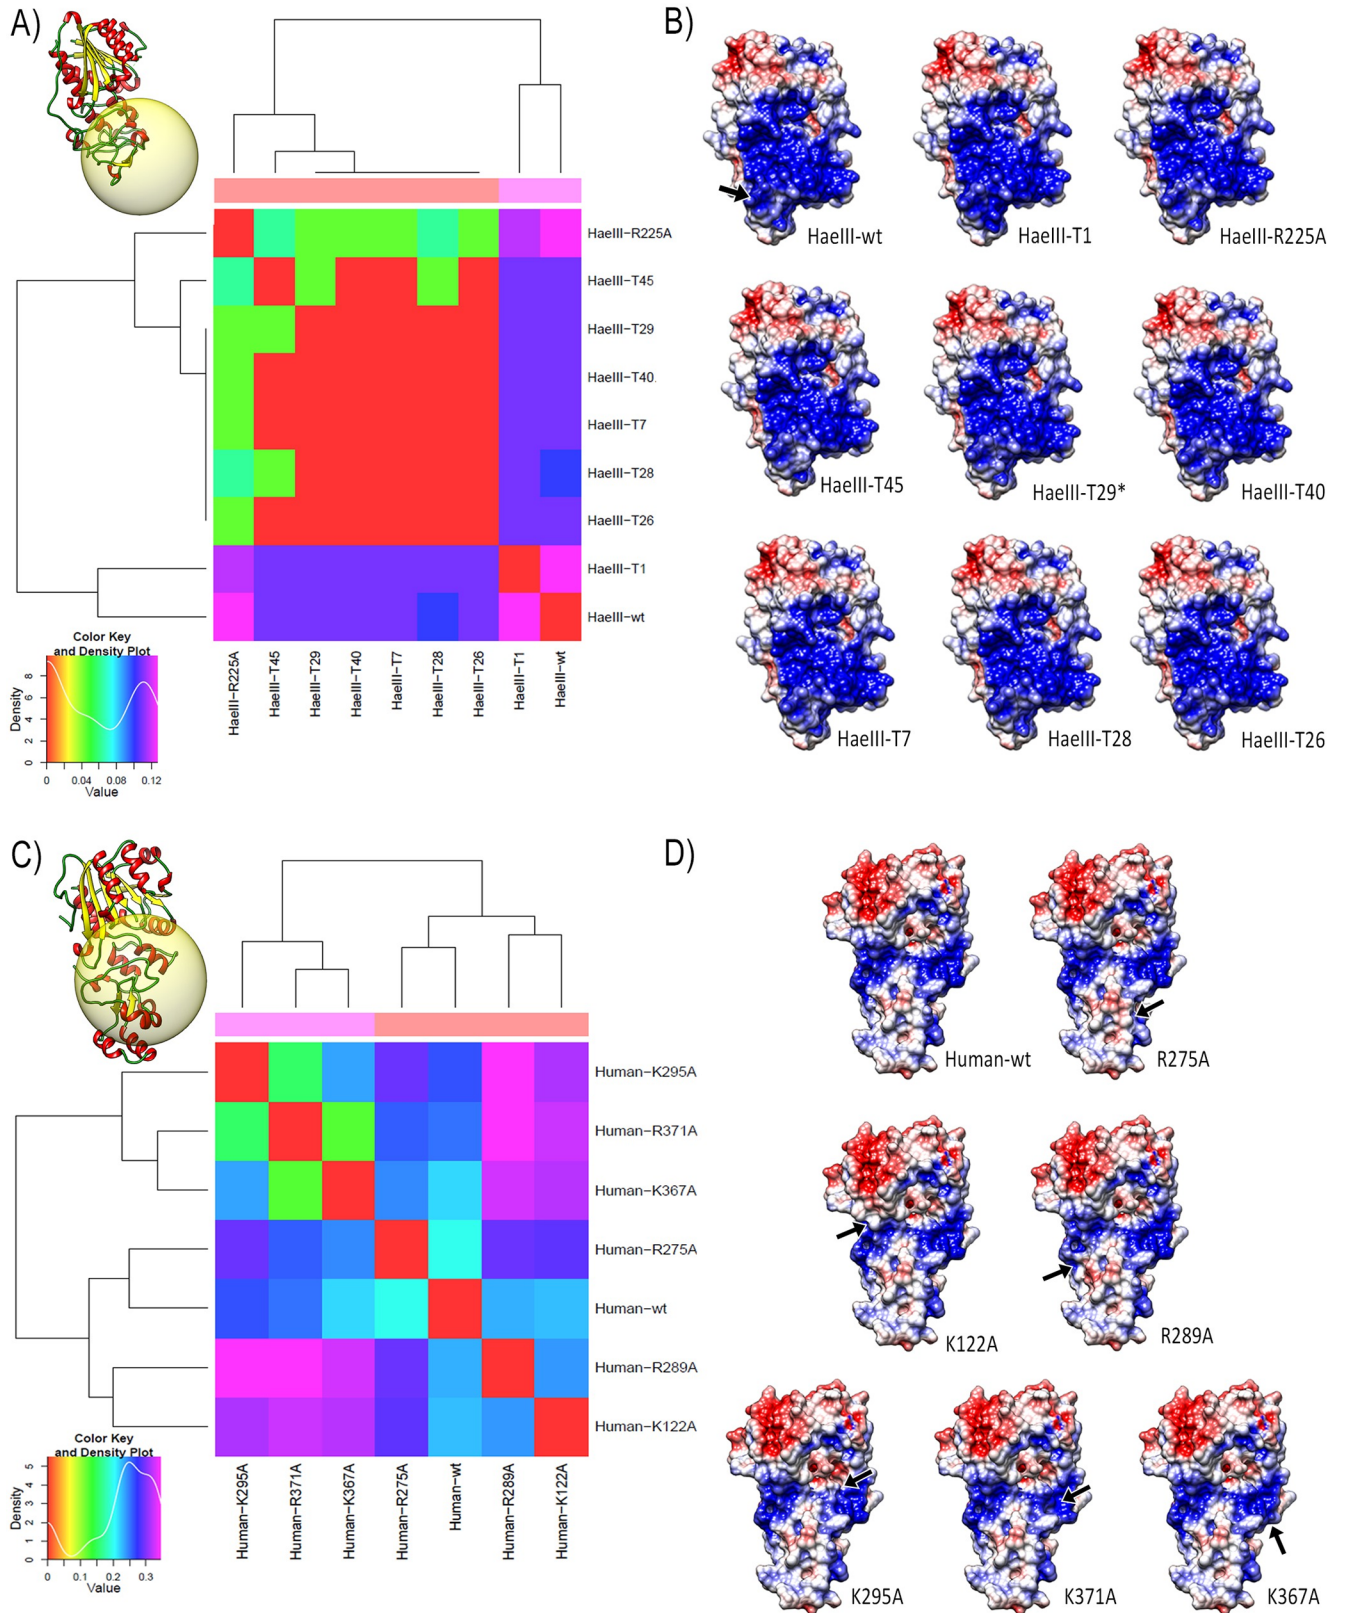 A)
HaeIII-R225A
HaeIII-T45
HaeIII-T29
HaeIII-T40.
HaeIII-T7
HaeIII-T28
HaeIII-T26
HaeIII-T1
HaeIII-wt
HaeIII-R225A
HaeIII-T45
HaeIII-T29
HaeIII-T40
HaeIII-T7
HaeIII-T28
HaeIII-T26
HaeIII-T1
HaeIII-wt
Color Key
and Density Plot
Density
0 2 4 6 8
0 0.04 0.08 0.12
Value
B)
HaeIII-wt
HaeIII-T1
HaeIII-R225A
HaeIII-T45
HaeIII-T29*
HaeIII-T40
HaeIII-T7
HaeIII-T28
HaeIII-T26
C)
Human-K295A
Human-R371A
Human-K367A
Human-R275A
Human-wt
Human-R289A
Human-K122A
Human-K295A
Human-R371A
Human-K367A
Human-R275A
Human-wt
Human-R289A
Human-K122A
Color Key
and Density Plot
Density
0 1 2 3 4 5
0 0.1 0.2 0.3
Value
D)
Human-wt
R275A
K122A
R289A
K295A
K371A
K367A